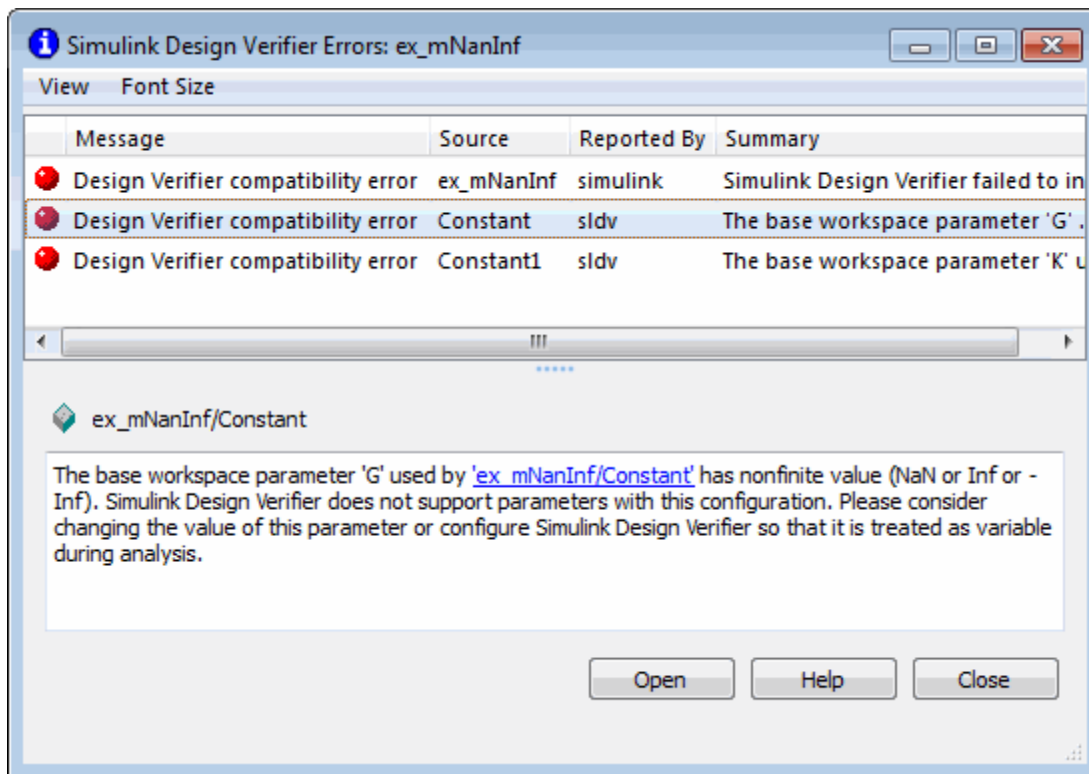 Simulink Design Verifier Errors: ex_mNanInf
View Font Size
Message Source Reported By Summary
Design Verifier compatibility error ex_mNanInf simulink Simulink Design Verifier failed to in
Design Verifier compatibility error Constant sldv The base workspace parameter 'G' .
Design Verifier compatibility error Constant1 sldv The base workspace parameter 'K' u
ex_mNanInf/Constant
The base workspace parameter 'G' used by 'ex_mNanInf/Constant' has nonfinite value (NaN or Inf or -
Inf). Simulink Design Verifier does not support parameters with this configuration. Please consider
changing the value of this parameter or configure Simulink Design Verifier so that it is treated as variable
during analysis.
Open Help Close